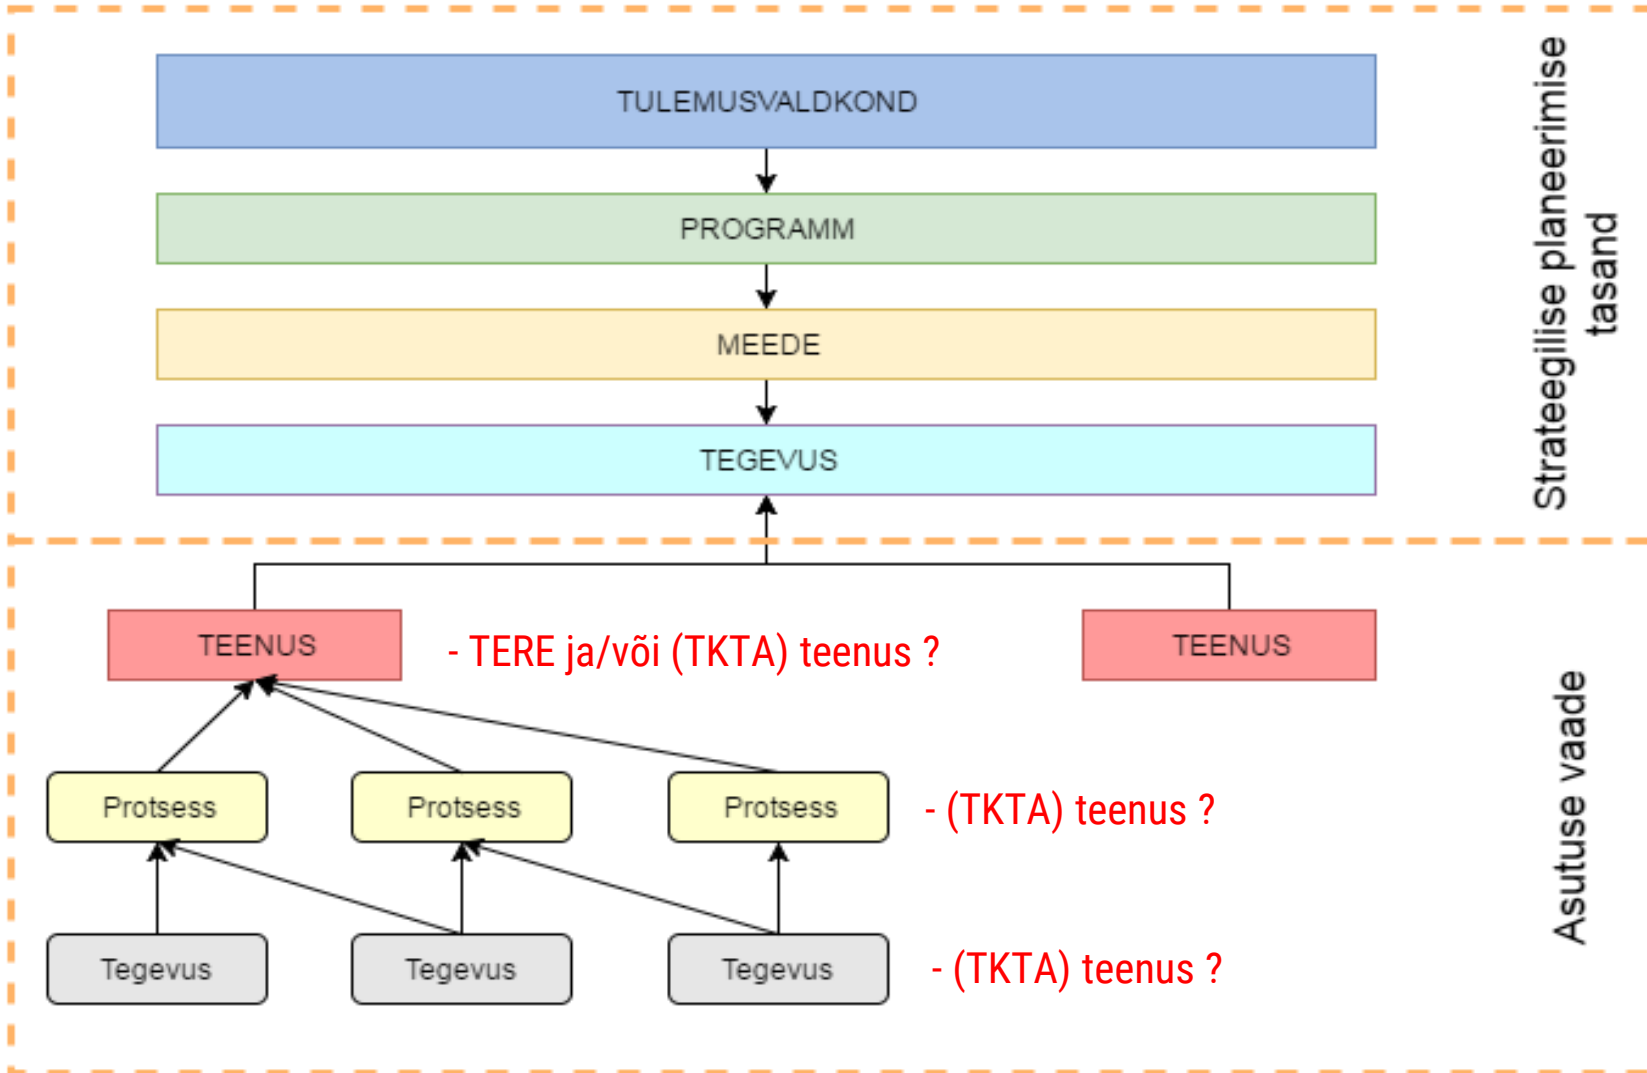 TULEMUSVALDKOND
PROGRAMM
MEEDE
TEGEVUS
Strateegilise planeerimise
tasand
TEENUS
- TERE ja/või (TKTA) teenus ?
TEENUS
Protsess
Protsess
Protsess
- (TKTA) teenus ?
Tegevus
Tegevus
Tegevus
- (TKTA) teenus ?
Asutuse vaade